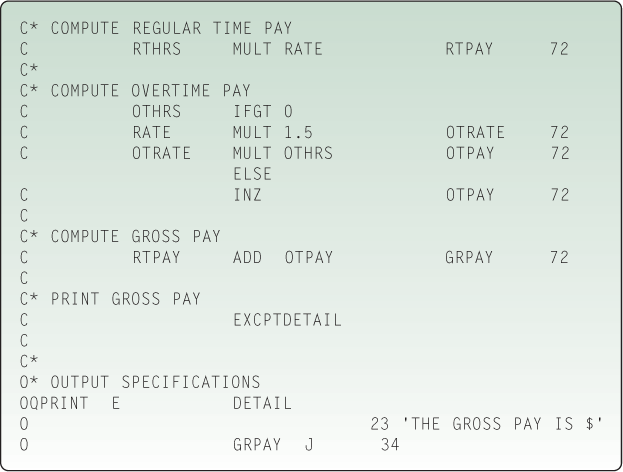 C* COMPUTE REGULAR TIME PAY
C          RTHRS     MULT RATE            RTPAY     72
C*
C* COMPUTE OVERTIME PAY
C          OTHRS     IFGT 0
C          RATE      MULT 1.5             OTRATE    72
C          OTRATE    MULT OTHRS           OTPAY     72
                     ELSE
C                    INZ                  OTPAY     72
C
C* COMPUTE GROSS PAY
C          RTPAY     ADD  OTPAY           GRPAY     72
C
C* PRINT GROSS PAY
C                    EXCPTDETAIL
C
C*
O* OUTPUT SPECIFICATIONS
OQPRINT  E           DETAIL
O                                  23 'THE GROSS PAY IS $'
O                    GRPAY  J       34